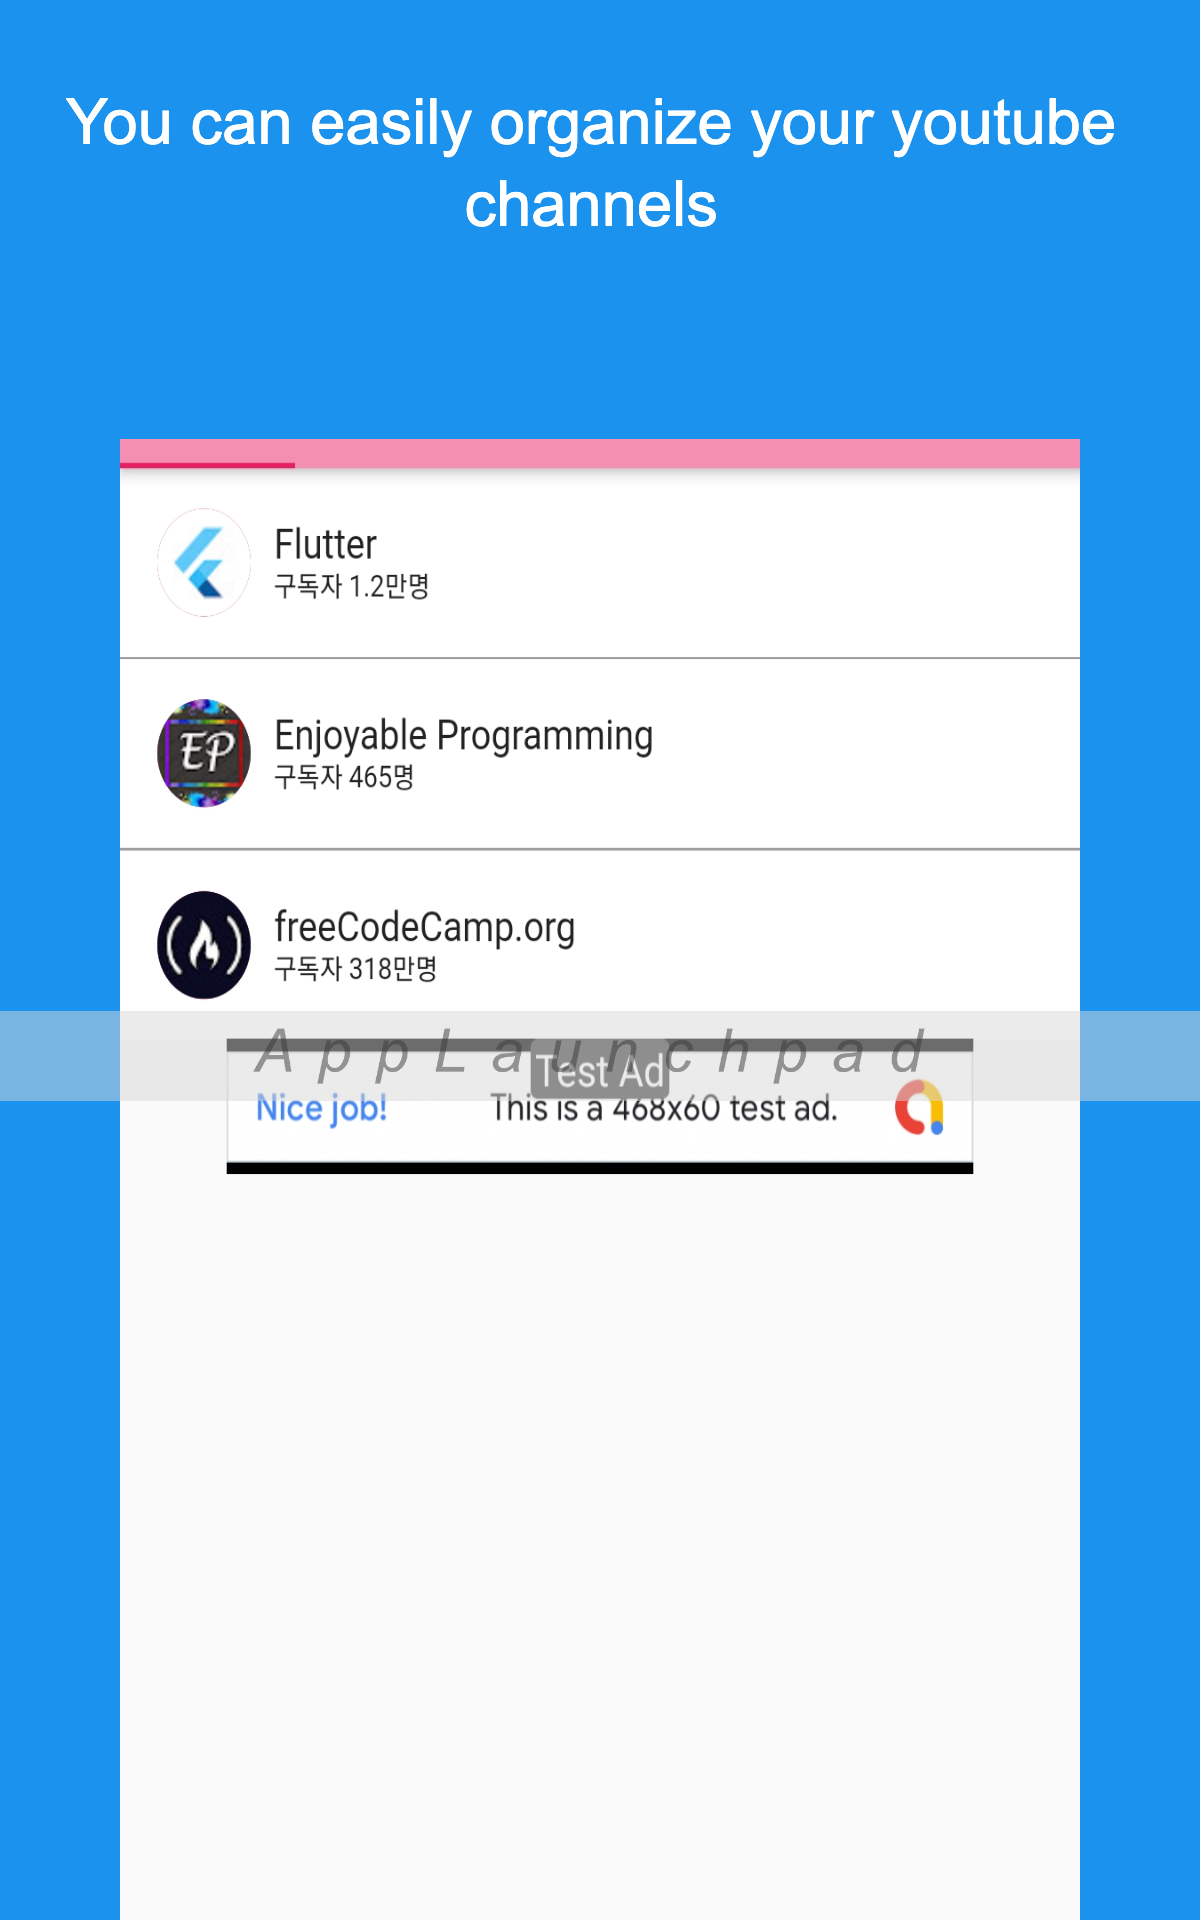 You can easily organize your youtube
channels
Flutter
구독자 1.2만명
EP
Enjoyable Programming
구독자 465명
freeCodeCamp.org
구독자 318만명
AppLaunchpad
Test Ad
Nice job!
This is a 468x60 test ad.